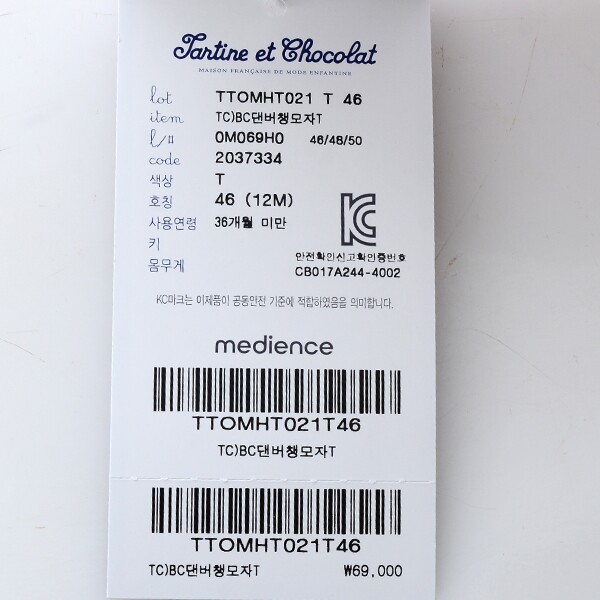 Tartine et Chocolat
MAISON FRANÇAISE DE MODE ENFANTINE
lot TTOMHT021 T 46
item TC)BC댄버챙모자T
l/# 0M069H0 46/48/50
code 2037334
색상 T
호칭 46 (12M)
사용연령 36개월 미만
키
몸무게
안전확인신고확인증번호
CB017A244-4002
KC마크는 이제품이 공동안전 기준에 적합하였음을 의미합니다.
medience
TTOMHT021T46
TC)BC댄버챙모자T
TTOMHT021T46
TC)BC댄버챙모자T ₩69,000